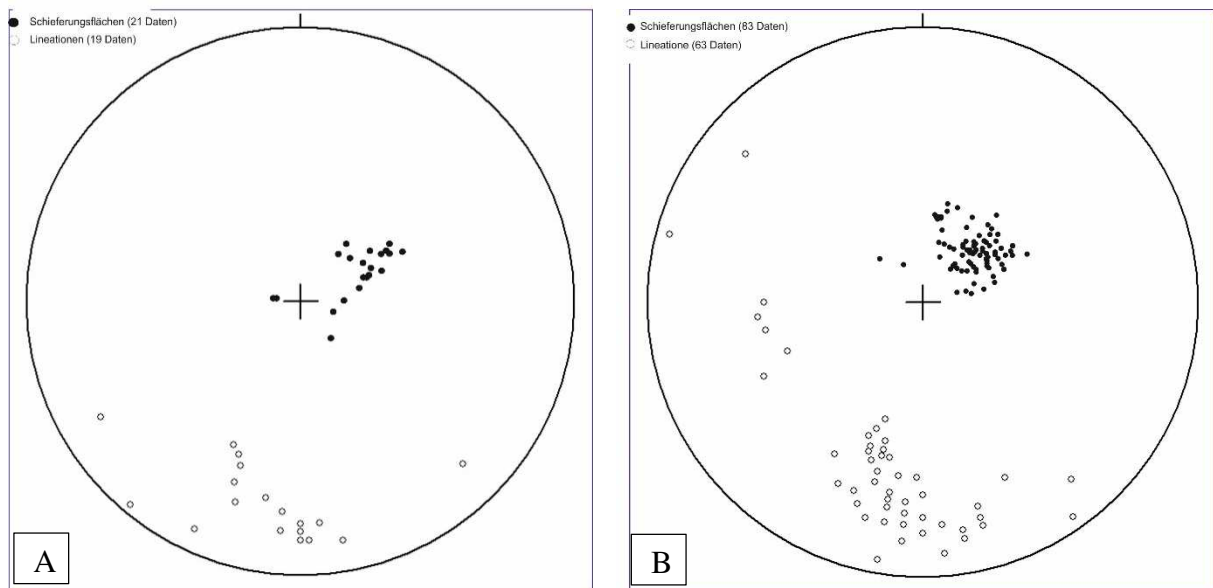 Schieferungsflächen (21 Daten)
Lineationen (19 Daten)
A
Schieferungsflächen (83 Daten)
Lineatione (63 Daten)
B